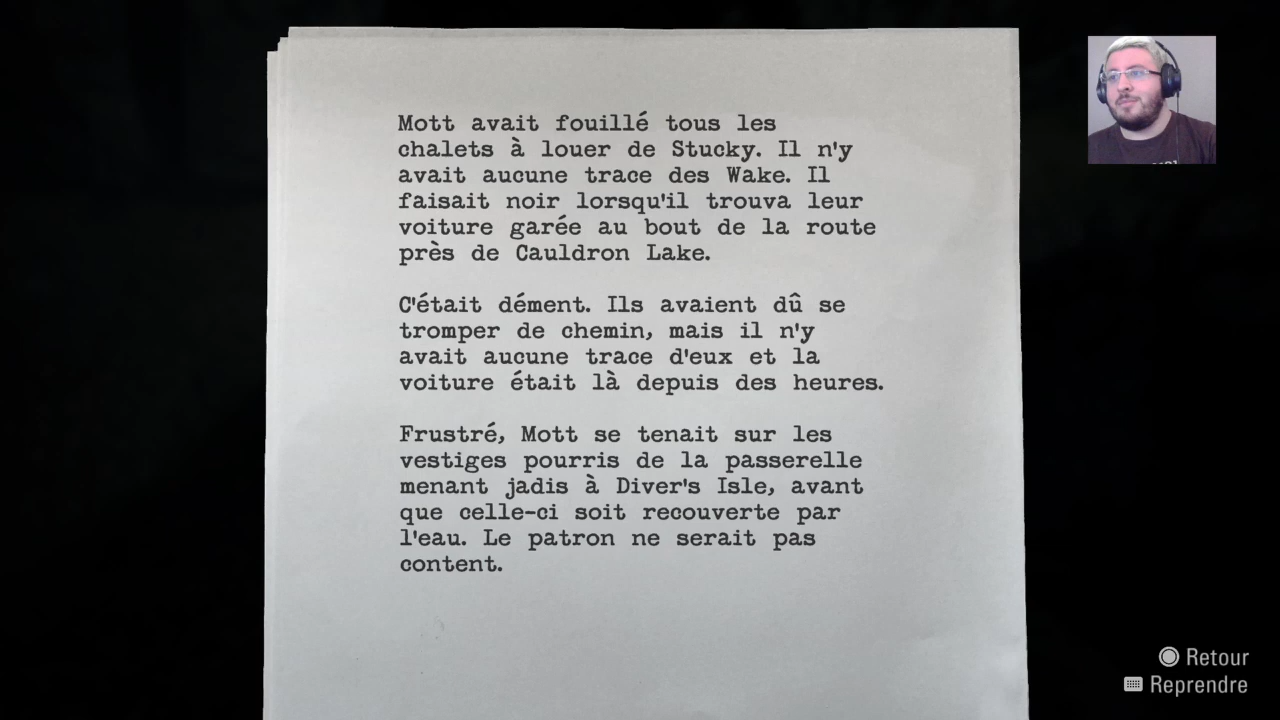 Mott avait fouillé tous les
chalets à louer de Stucky. Il n'y
avait aucune trace des Wake. Il
faisait noir lorsqu'il trouva leur
voiture garée au bout de la route
près de Cauldron Lake.
C'était dément. Ils avaient dû se
tromper de chemin, mais il n'y
avait aucune trace d'eux et la
voiture était là depuis des heures.
Frustré, Mott se tenait sur les
vestiges pourris de la passerelle
menant jadis à Diver's Isle, avant
que celle-ci soit recouverte par
l'eau. Le patron ne serait pas
content.
Retour
Reprendre